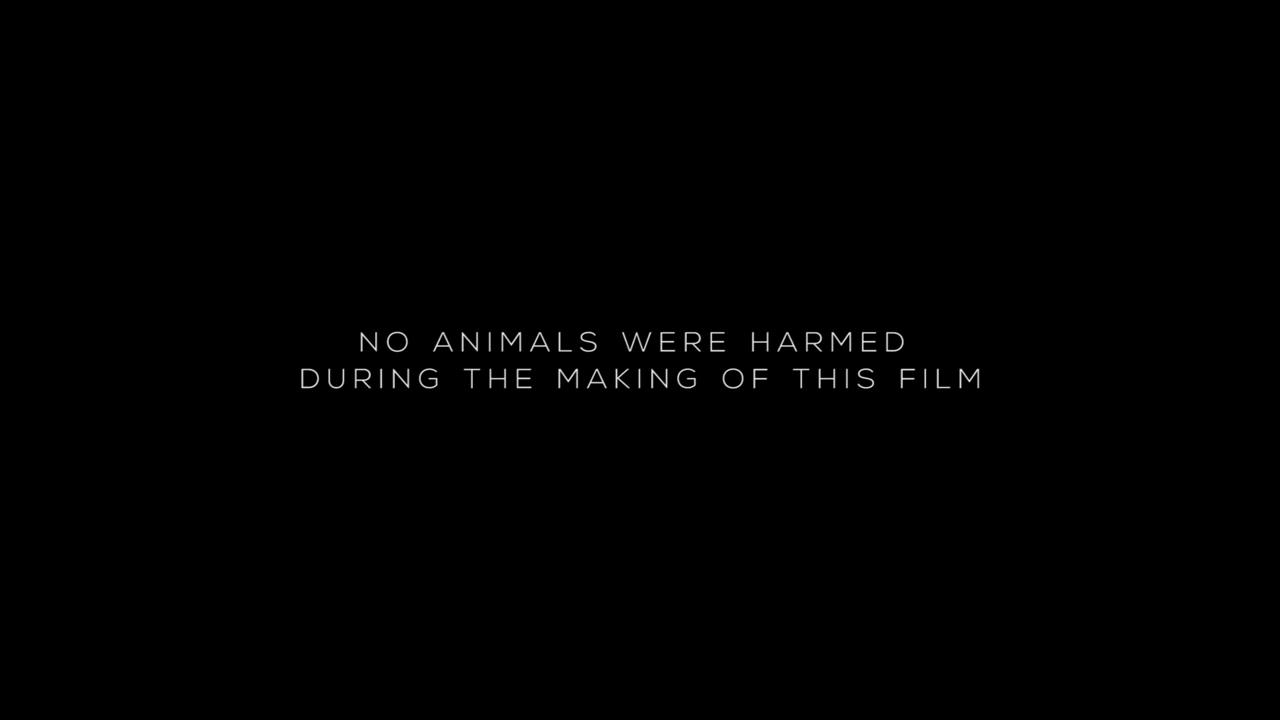 NO ANIMALS WERE HARMED
DURING THE MAKING OF THIS FILM